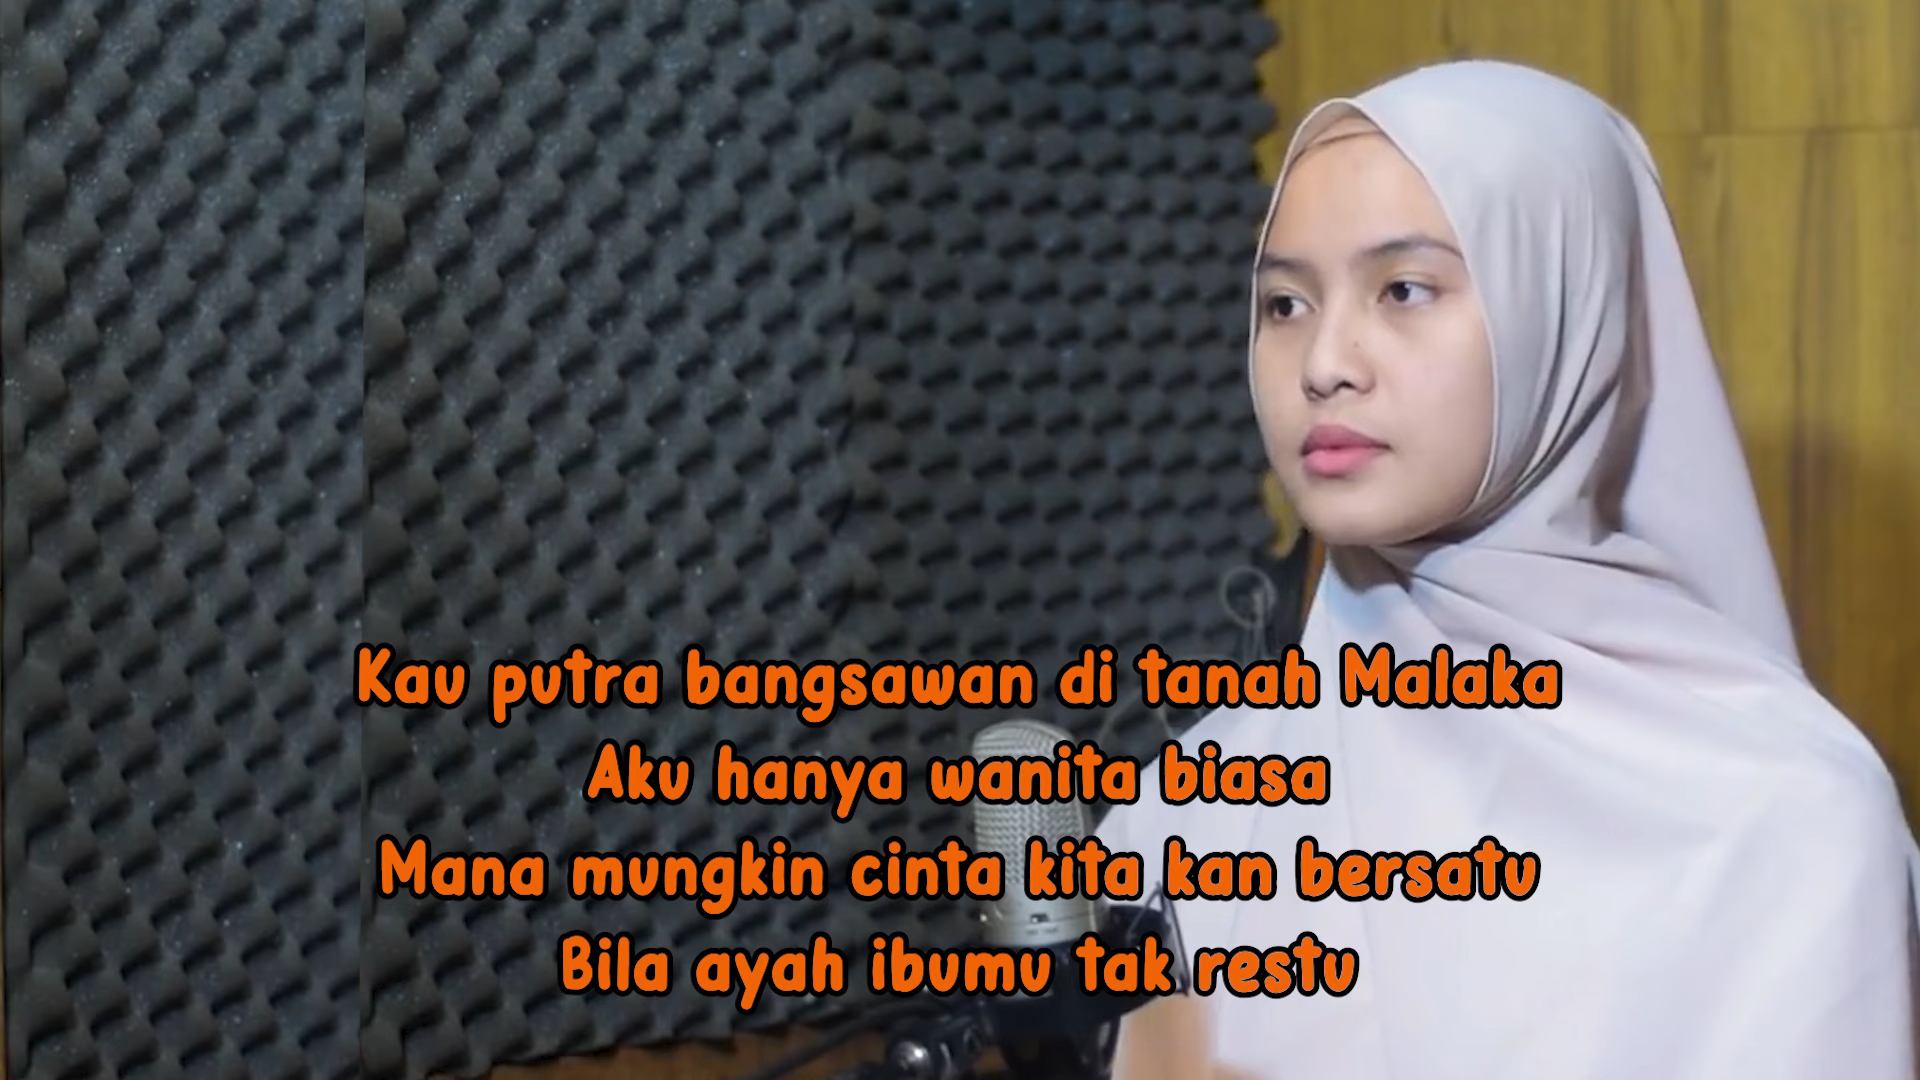 Kau putra bangsawan di tanah Malaka
Aku hanya wanita biasa
Mana mungkin cinta kita kan bersatu
Bila ayah ibumu tak restu